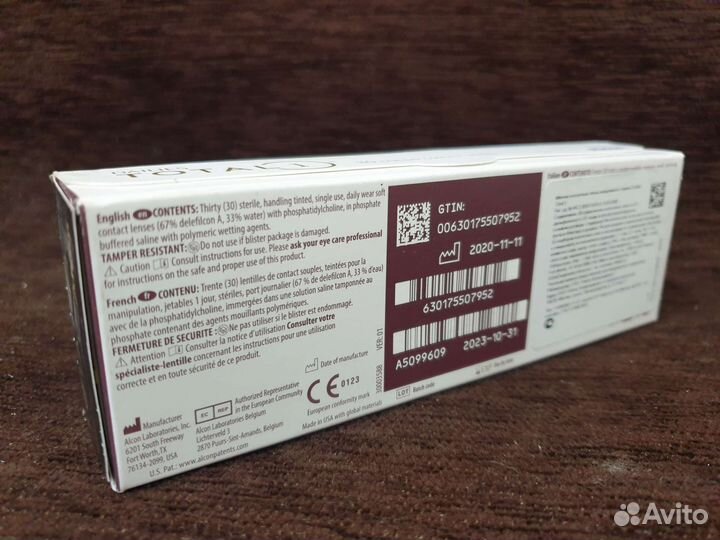 TOTAL 1
English en CONTENTS: Thirty (30) sterile, handling tinted, single use, daily wear soft
contact lenses (67% delefilcon A, 33% water) with phosphatidylcholine, in phosphate
buffered saline with polymeric wetting agents.
TAMPER RESISTANT: Do not use if blister package is damaged.
Caution Consult Instructions Please ask your eye care professional
for instructions on the safe and proper use of this product.
French fr CONTENU: Trente (30) lentilles de contact souples, teintées pour la
manipulation, jetables 1 jour, stériles, port journalier (67 % de delefilcon A, 33 % d'eau)
avec de la phosphatidylcholine, immergées dans une solution saline tamponnée au
phosphate contenant des agents mouillants polymériques.
FERMETURE DE SÉCURITÉ: Ne pas utiliser si le blister est endommagé.
Attention Consulter la notice d'utilisation Consulter votre
spécialiste-lentille concernant les instructions pour une utilisation
correcte et en toute sécurité de ce produit.
Manufacturer
Alcon Laboratories, Inc.
6201 South Freeway
Fort Worth, TX
76134-2099, USA
U.S. Pat.: www.alconpatents.com
EC REP
Authorized Representative
in the European Community
Alcon Laboratories Belgium
Lichterveld 3
2870 Puurs-Sint-Amands, Belgium
Date of manufacture
CE 0123
European conformity mark
Made in USA with global materials
30003588 VER: 01
GTIN:
00630175507952
2020-11-11
630175507952
A5099609 2023-10-31
LOT Batch code
Italian it CONTENUTO
Avito